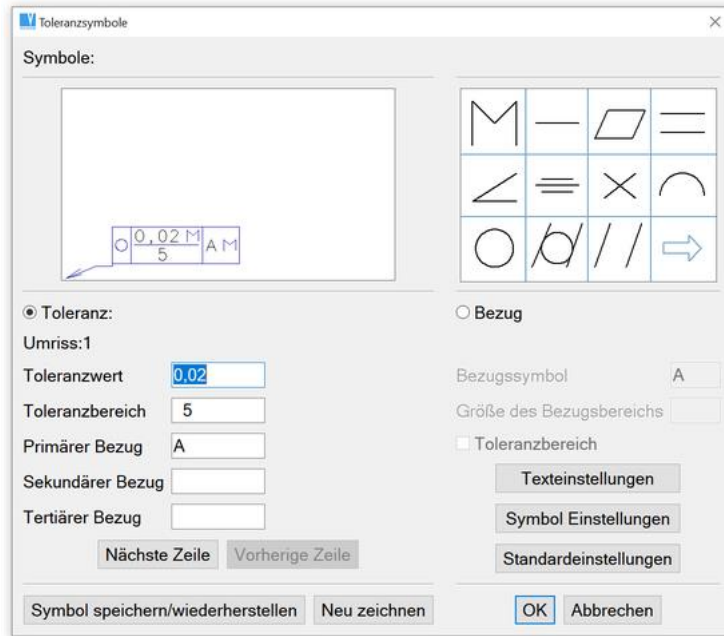 Toleranzsymbole
Symbole:
0,02 M
5
A M
Toleranz:
Bezug
Umriss:1
Toleranzwert 0,02
Bezugssymbol A
Toleranzbereich 5
Größe des Bezugsbereichs
Primärer Bezug A
Toleranzbereich
Sekundärer Bezug
Texteinstellungen
Tertiärer Bezug
Symbol Einstellungen
Nächste Zeile Vorherige Zeile
Standardeinstellungen
Symbol speichern/wiederherstellen Neu zeichnen
OK Abbrechen